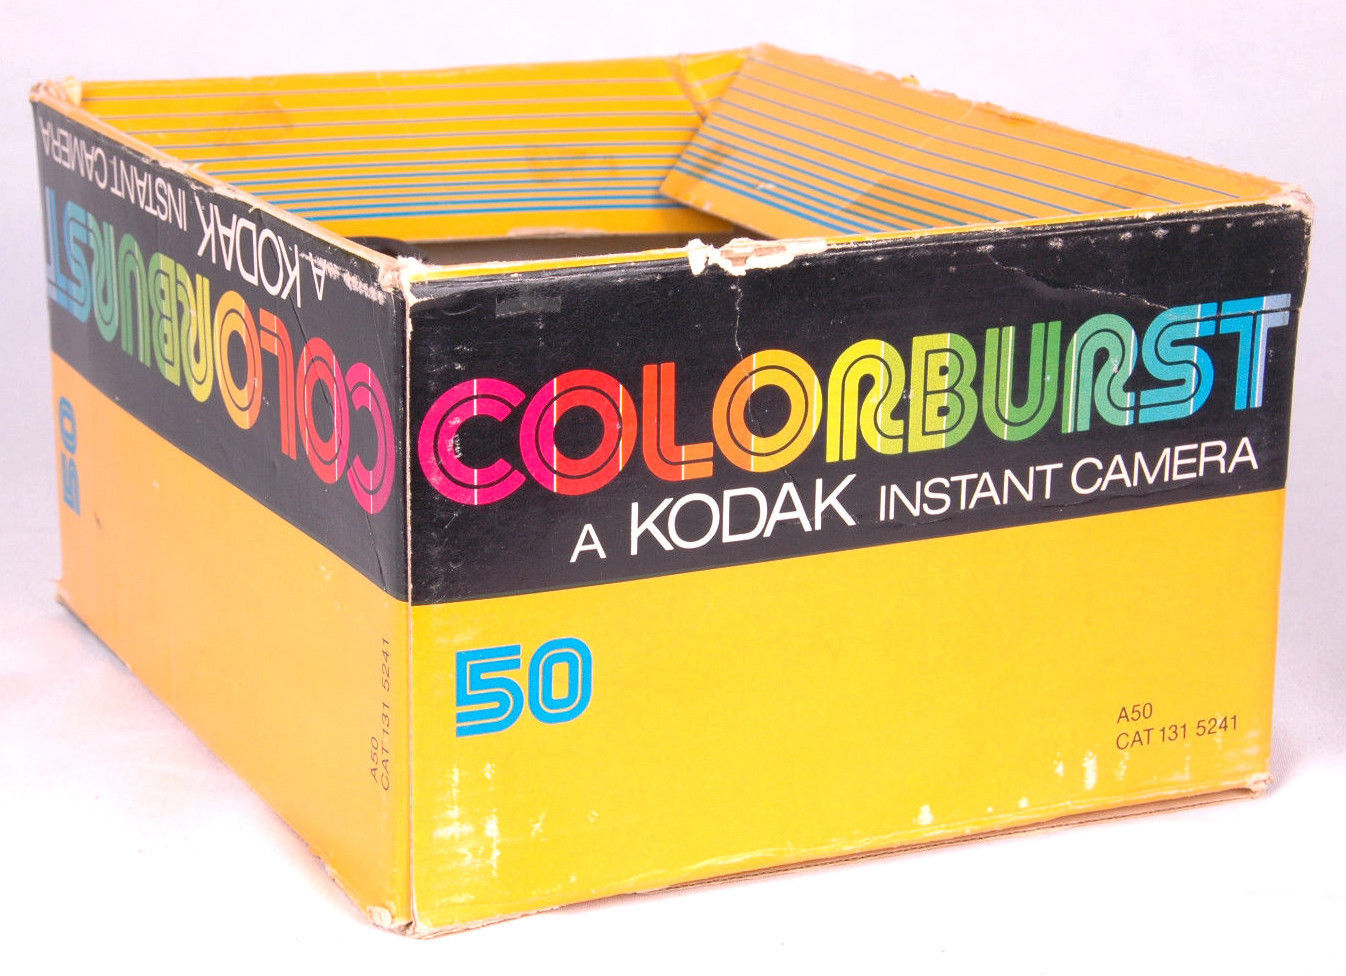 A KODAK INSTANT CAMERA
COLORBURST
50
A50
CAT 131 5241
COLORBURST
A KODAK INSTANT CAMERA
50
A50
CAT 131 5241